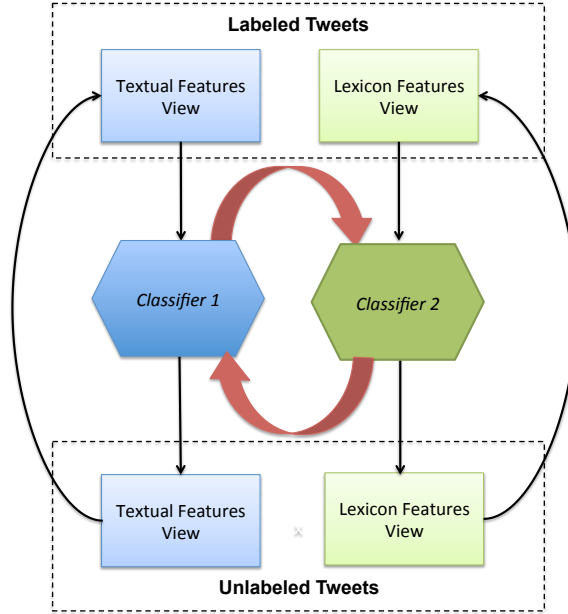 Labeled Tweets
Textual Features
View
Lexicon Features
View
Classifier 1
Classifier 2
Textual Features
View
Lexicon Features
View
Unlabeled Tweets